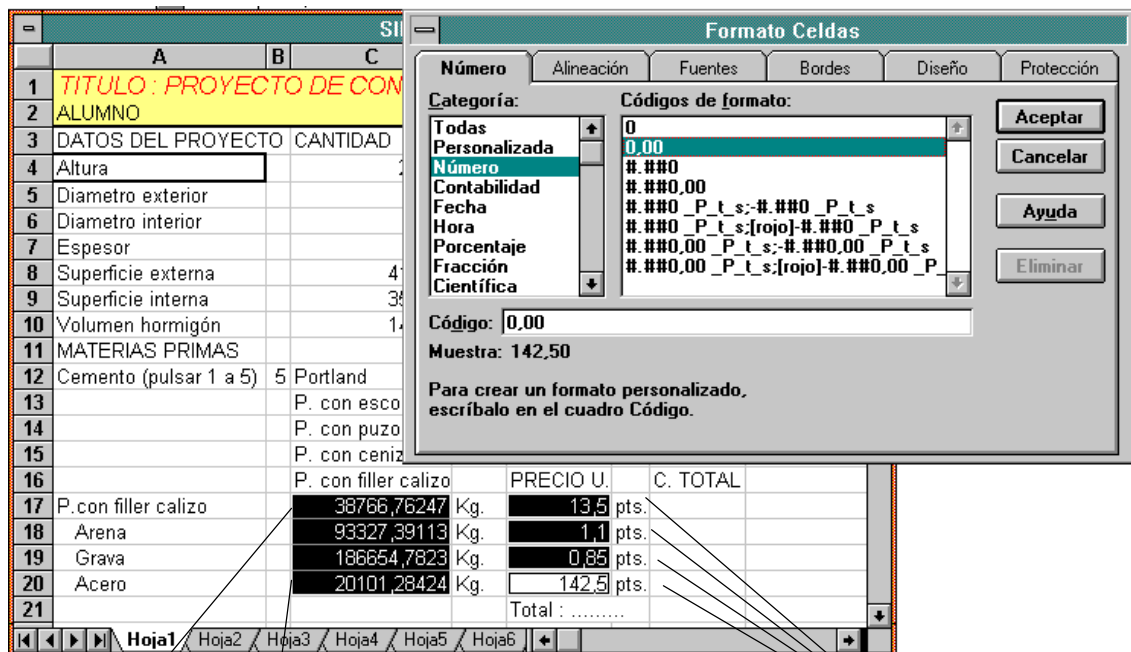 SI
Formato Celdas
A B C
Número Alineación Fuentes Bordes Diseño Protección
Categoría: Códigos de formato:
Todas
Personalizada
Número
Contabilidad
Fecha
Hora
Porcentaje
Fracción
Científica
0
0,00
#.##0
#.##0,00
#.##0 _P_t_s;-#.##0 _P_t_s
#.##0 _P_t_s;[rojo]-#.##0 _P_t_s
#.##0,00 _P_t_s;-#.##0,00 _P_t_s
#.##0,00 _P_t_s;[rojo]-#.##0,00 _P_
Aceptar
Cancelar
Ayuda
Eliminar
Código: 0,00
Muestra: 142,50
Para crear un formato personalizado,
escríbalo en el cuadro Código.
1 TITULO : PROYECTO DE CON
2 ALUMNO
3 DATOS DEL PROYECTO CANTIDAD
4 Altura
5 Diametro exterior
6 Diametro interior
7 Espesor
8 Superficie externa 41
9 Superficie interna 35
10 Volumen hormigón 14
11 MATERIAS PRIMAS
12 Cemento (pulsar 1 a 5) 5 Portland
13 P. con esco
14 P. con puzo
15 P. con ceniz
16 P. con filler calizo PRECIO U. C. TOTAL
17 P.con filler calizo 38766,76247 Kg. 13,5 pts.
18 Arena 93327,39113 Kg. 1,1 pts.
19 Grava 186654,7823 Kg. 0,85 pts.
20 Acero 20101,28424 Kg. 142,5 pts.
21 Total : .........
Hoja1 Hoja2 Hoja3 Hoja4 Hoja5 Hoja6